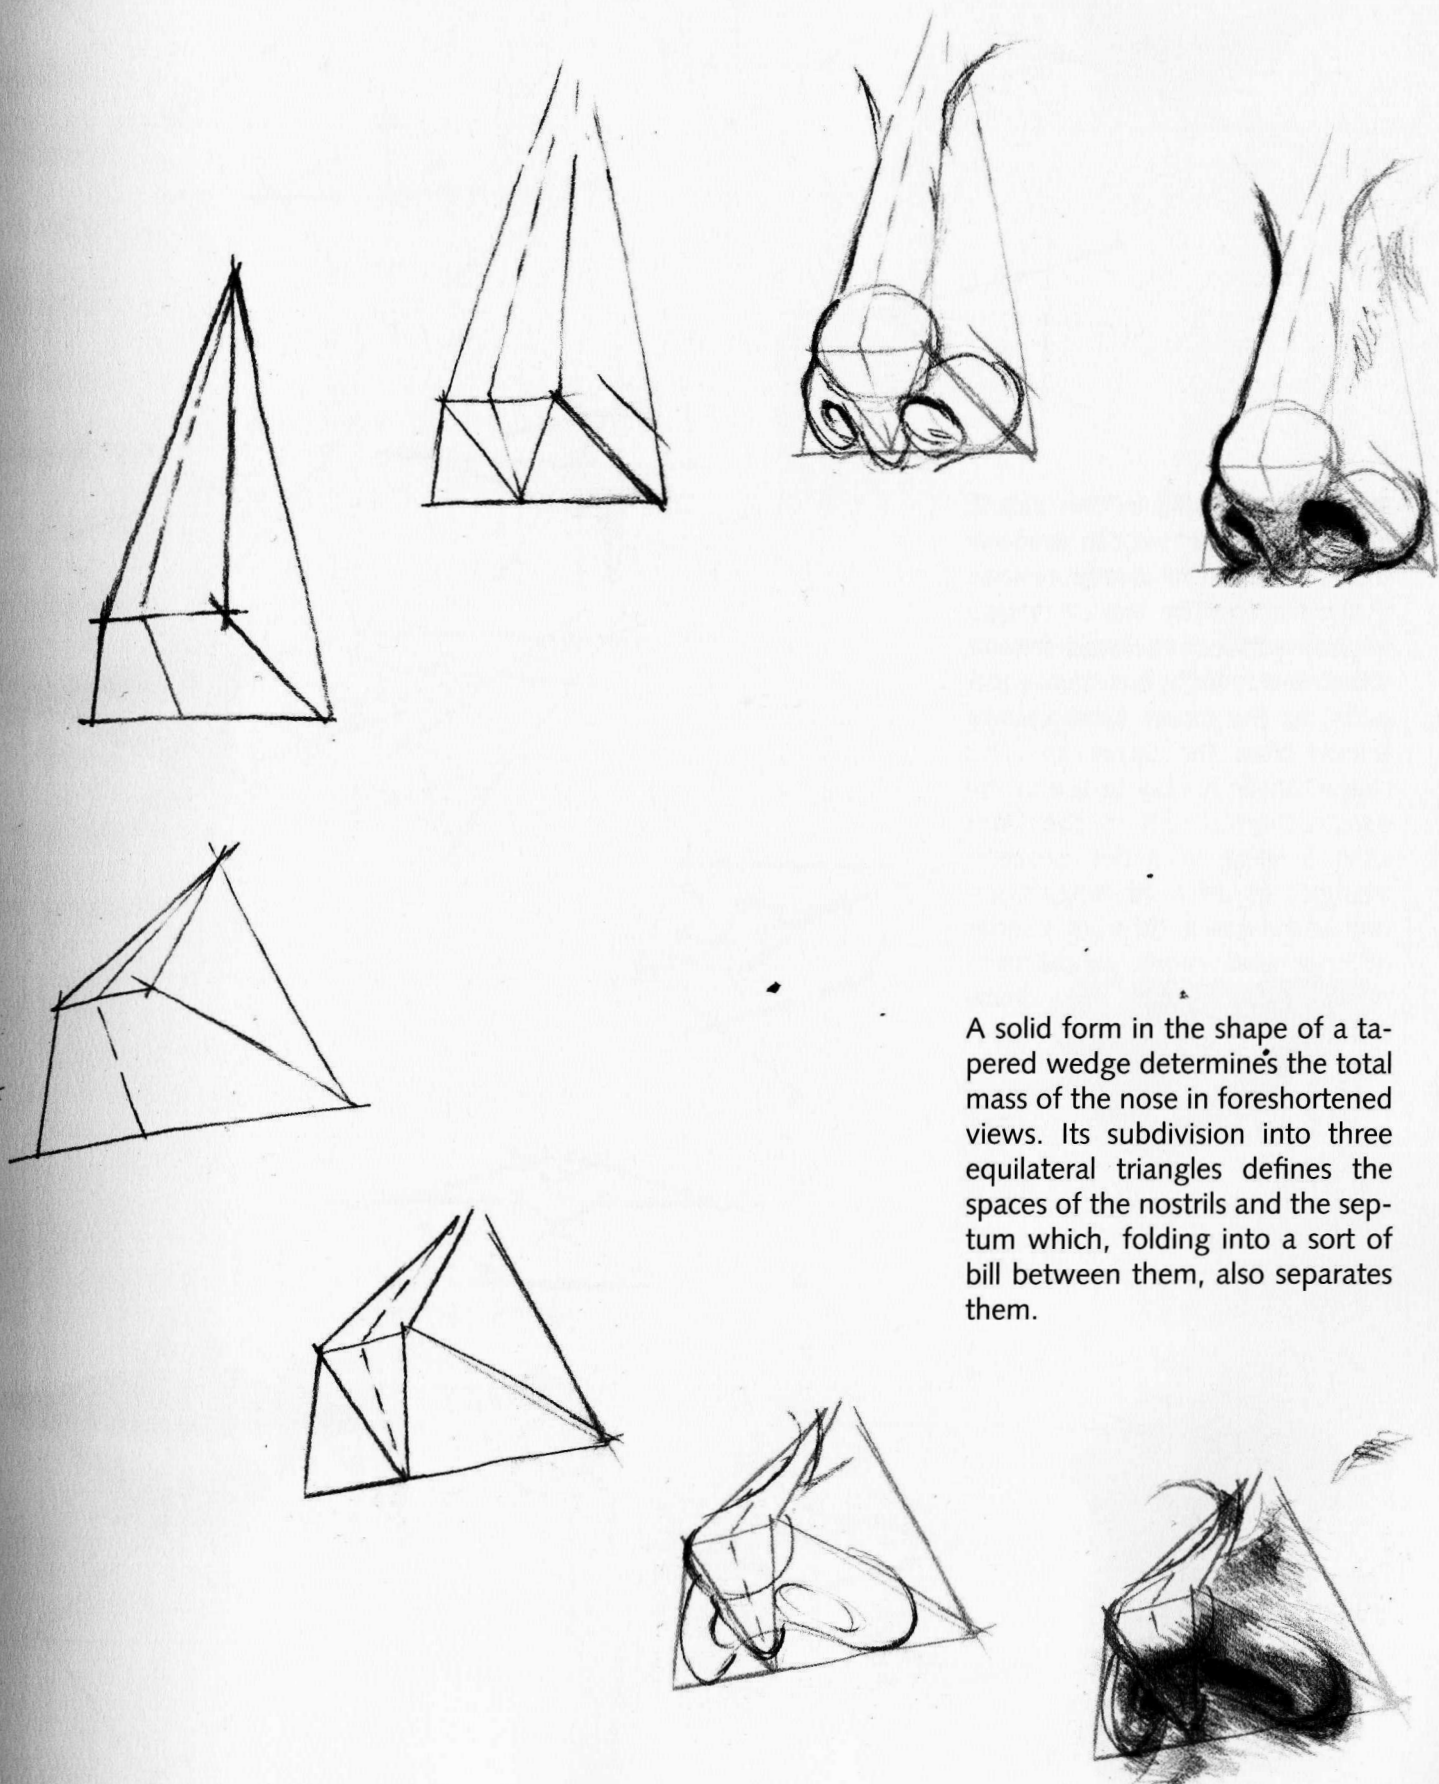 A solid form in the shape of a ta-
pered wedge determines the total
mass of the nose in foreshortened
views. Its subdivision into three
equilateral triangles defines the
spaces of the nostrils and the sep-
tum which, folding into a sort of
bill between them, also separates
them.